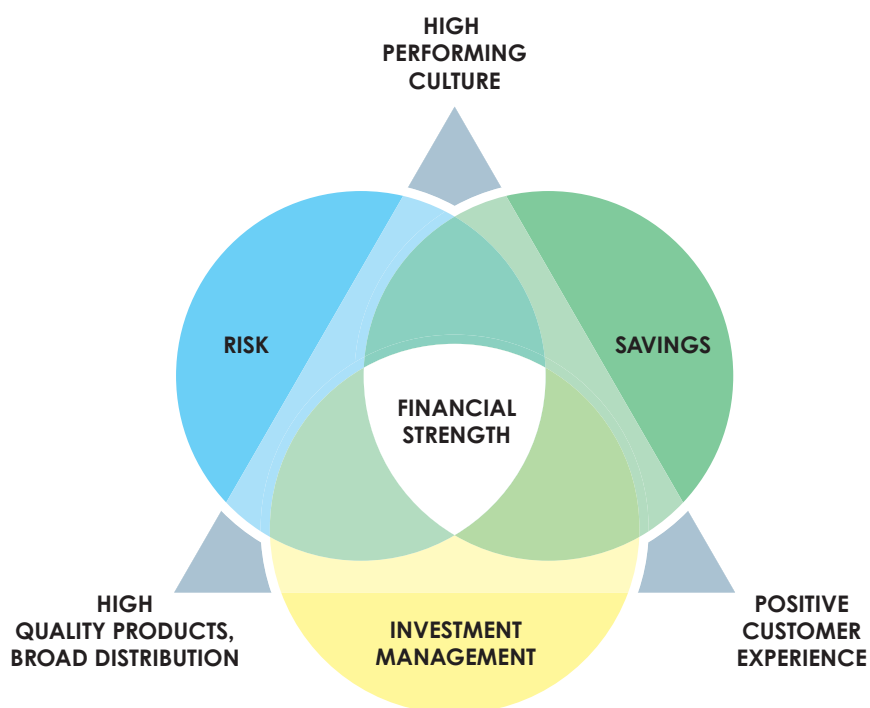 HIGH
PERFORMING
CULTURE
RISK
SAVINGS
FINANCIAL
STRENGTH
HIGH
QUALITY PRODUCTS,
BROAD DISTRIBUTION
INVESTMENT
MANAGEMENT
POSITIVE
CUSTOMER
EXPERIENCE